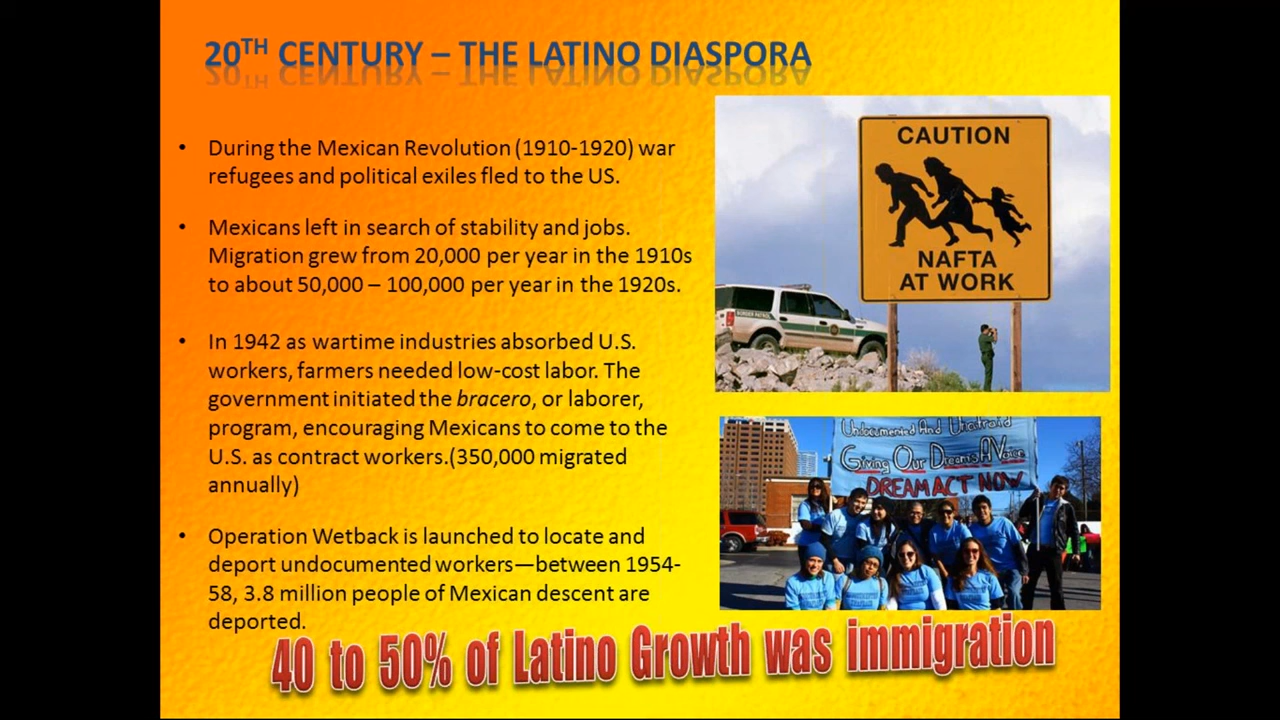 20TH CENTURY – THE LATINO DIASPORA
• During the Mexican Revolution (1910-1920) war
refugees and political exiles fled to the US.
• Mexicans left in search of stability and jobs.
Migration grew from 20,000 per year in the 1910s
to about 50,000 – 100,000 per year in the 1920s.
• In 1942 as wartime industries absorbed U.S.
workers, farmers needed low-cost labor. The
government initiated the bracero, or laborer,
program, encouraging Mexicans to come to the
U.S. as contract workers.(350,000 migrated
annually)
• Operation Wetback is launched to locate and
deport undocumented workers—between 1954-
58, 3.8 million people of Mexican descent are
deported.
CAUTION
NAFTA
AT WORK
BORDER PATROL
Undocumented And Unafraid
Giving Our Dreams A Voice
DREAM ACT NOW
40 to 50% of Latino Growth was immigration